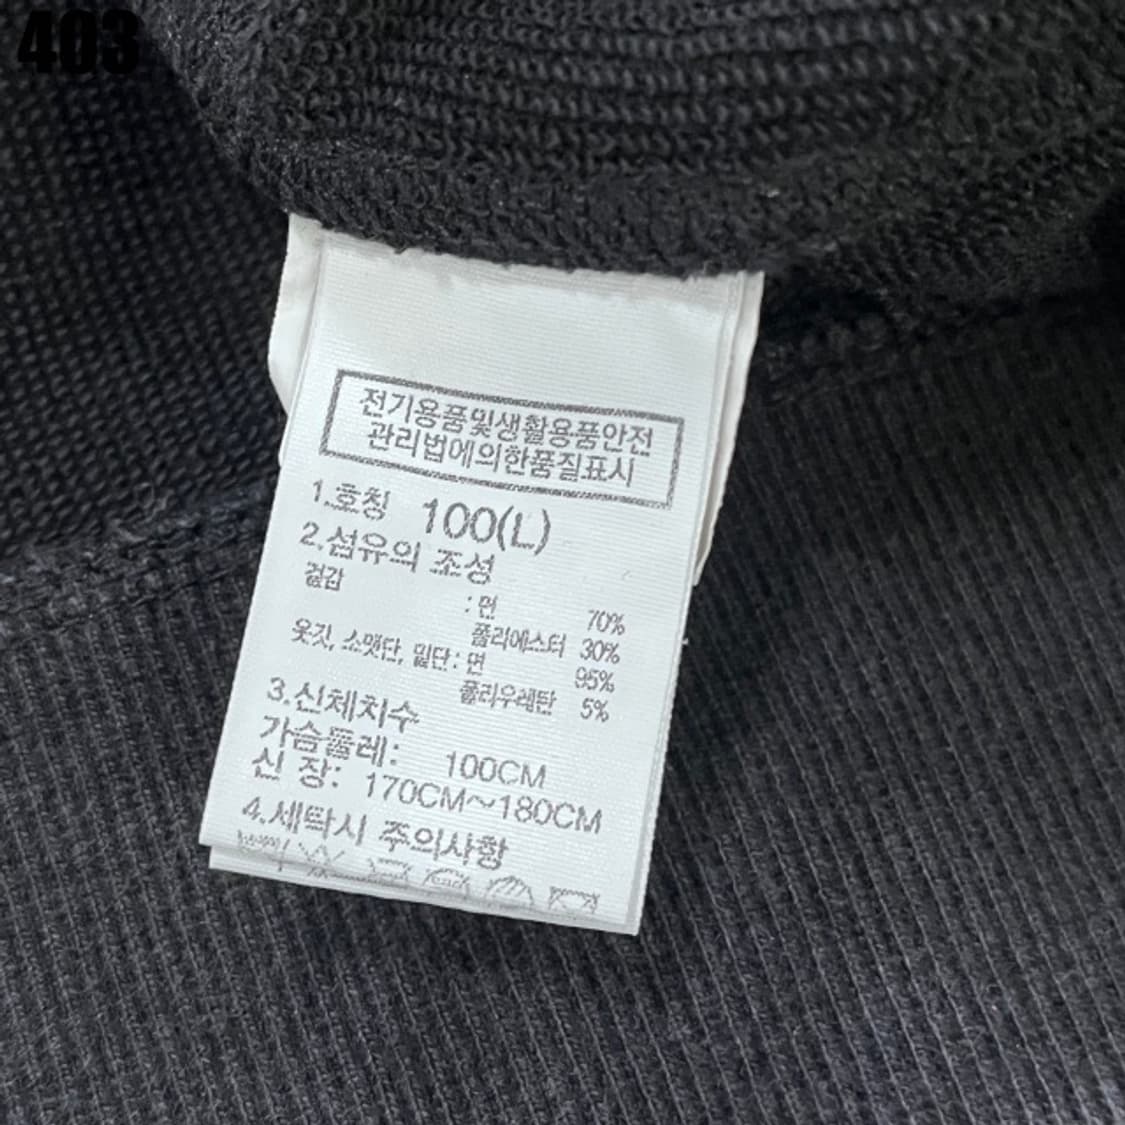 403
전기용품및생활용품안전
관리법에의한품질표시
1.호칭 100(L)
2.섬유의 조성
겉감
: 면 70%
폴리에스터 30%
옷깃, 소맷단, 밑단: 면 95%
폴리우레탄 5%
3.신체치수
가슴둘레: 100CM
신 장: 170CM~180CM
4.세탁시 주의사항